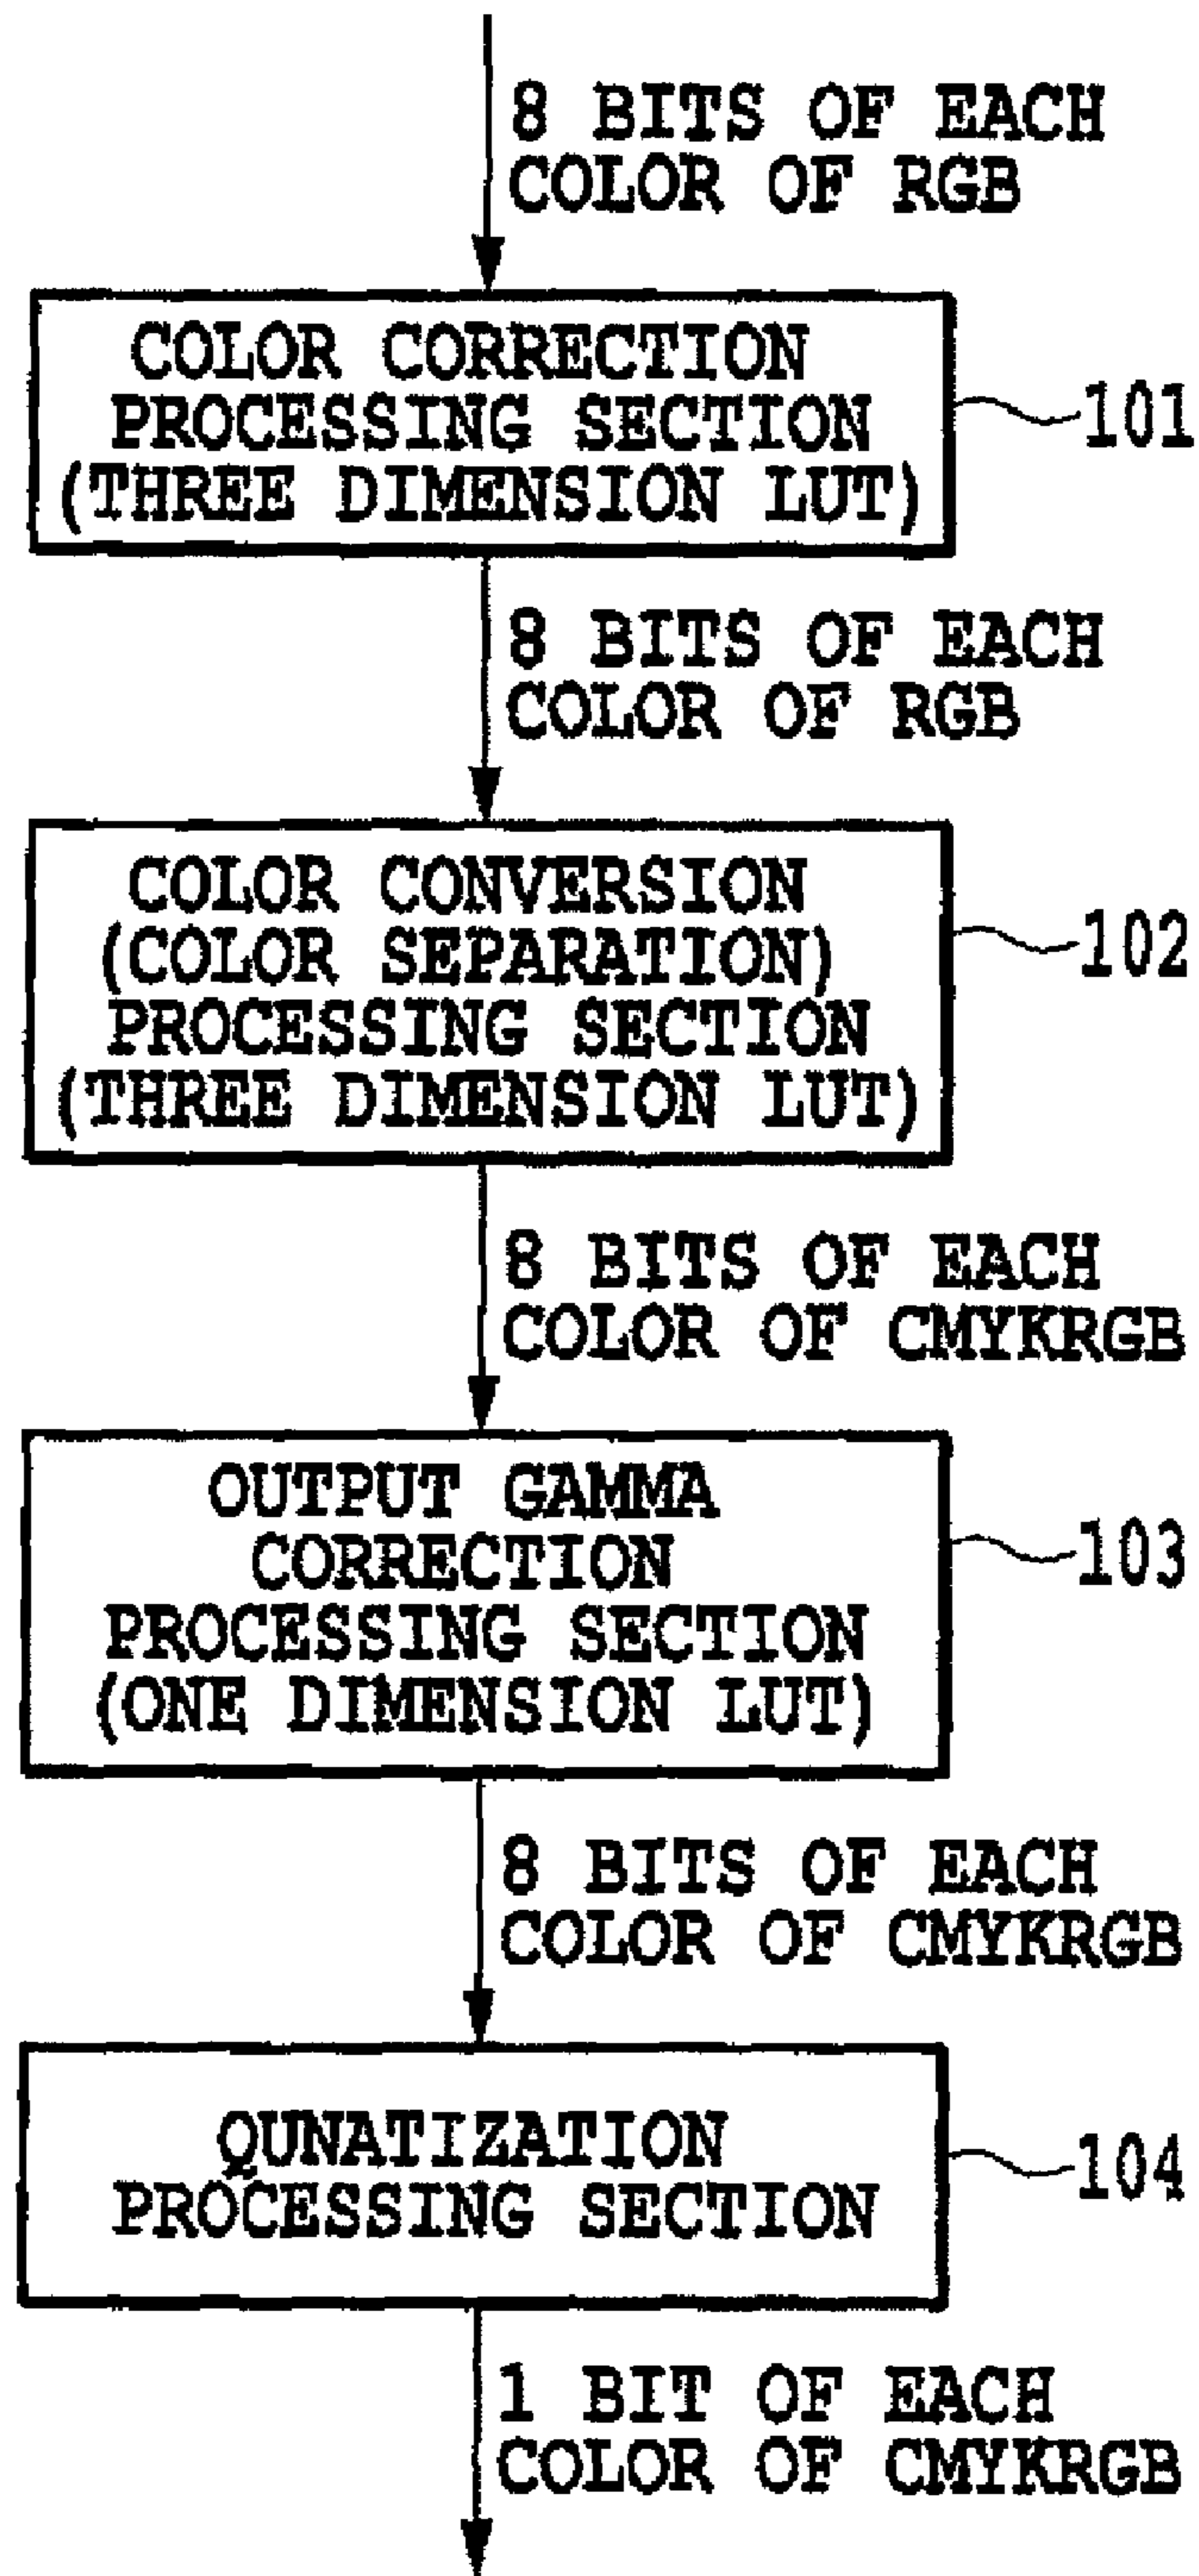 8 BITS OF EACH
COLOR OF RGB
COLOR CORRECTION
PROCESSING SECTION
(THREE DIMENSION LUT)
101
8 BITS OF EACH
COLOR OF RGB
COLOR CONVERSION
(COLOR SEPARATION)
PROCESSING SECTION
(THREE DIMENSION LUT)
102
8 BITS OF EACH
COLOR OF CMYKRGB
OUTPUT GAMMA
CORRECTION
PROCESSING SECTION
(ONE DIMENSION LUT)
103
8 BITS OF EACH
COLOR OF CMYKRGB
QUNATIZATION
PROCESSING SECTION
104
1 BIT OF EACH
COLOR OF CMYKRGB